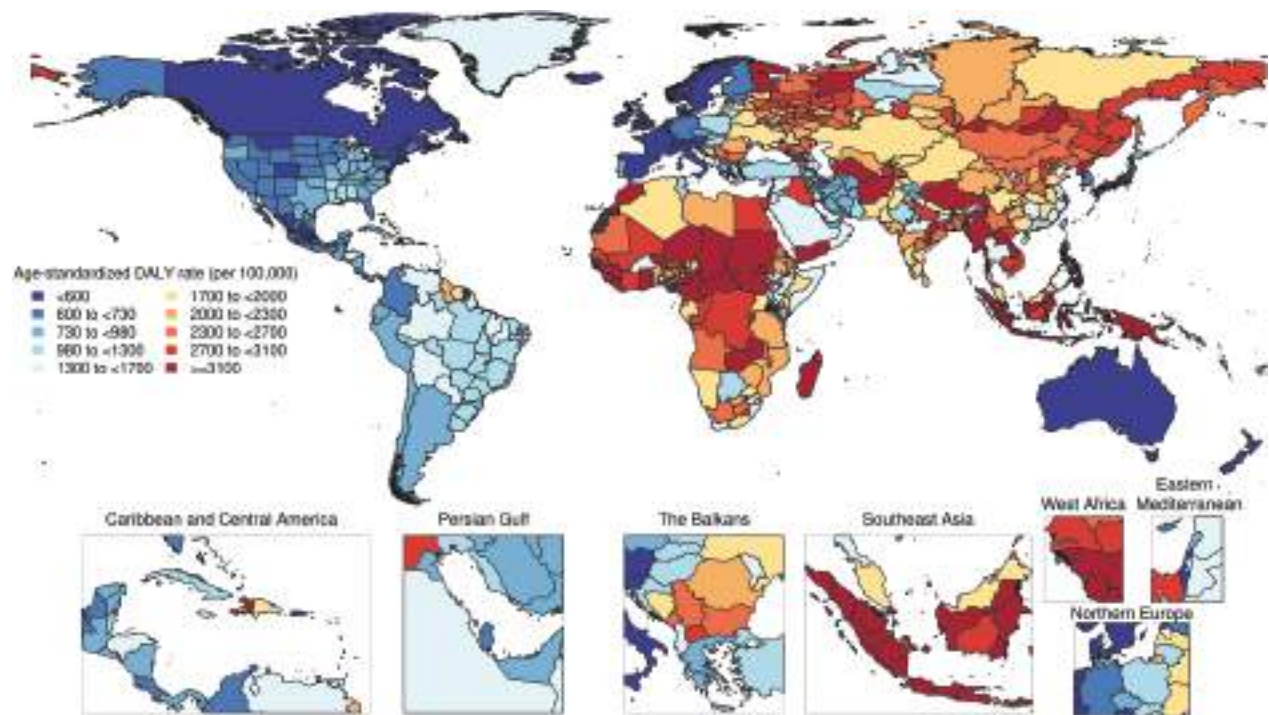 Age-standardized DALY rate (per 100,000)
<600
600 to <730
730 to <980
980 to <1300
1300 to <1700
1700 to <2000
2000 to <2300
2300 to <2700
2700 to <3100
>=3100
Caribbean and Central America
Persian Gulf
The Balkans
Southeast Asia
West Africa
Eastern
Mediterranean
Northern Europe